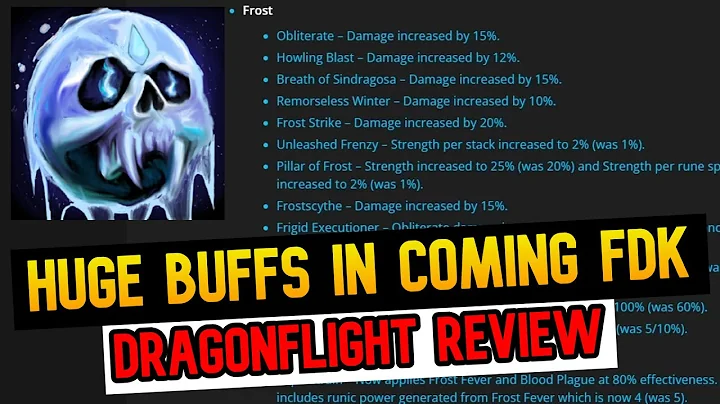 Frost
Obliterate – Damage increased by 15%.
Howling Blast – Damage increased by 12%.
Breath of Sindragosa – Damage increased by 15%.
Remorseless Winter – Damage increased by 10%.
Frost Strike – Damage increased by 20%.
Unleashed Frenzy – Strength per stack increased to 2% (was 1%).
Pillar of Frost – Strength increased to 25% (was 20%) and Strength per rune sp
increased to 2% (was 1%).
Frostscythe – Damage increased by 15%.
Frigid Executioner – Obliterate
HUGE BUFFS IN COMING FDK
100% (was 60%).
(was 5/10%).
DRAGONFLIGHT REVIEW
Now applies Frost Fever and Blood Plague at 80% effectiveness.
includes runic power generated from Frost Fever which is now 4 (was 5).